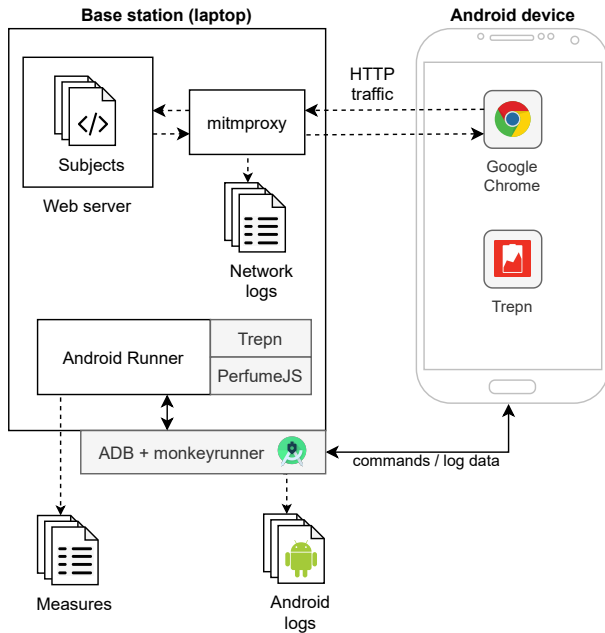 Base station (laptop)
Android device
HTTP
traffic
mitmproxy
</>
Subjects
Web server
Google
Chrome
Network
logs
Trepn
Android Runner
Trepn
PerfumeJS
ADB + monkeyrunner
commands / log data
Measures
Android
logs